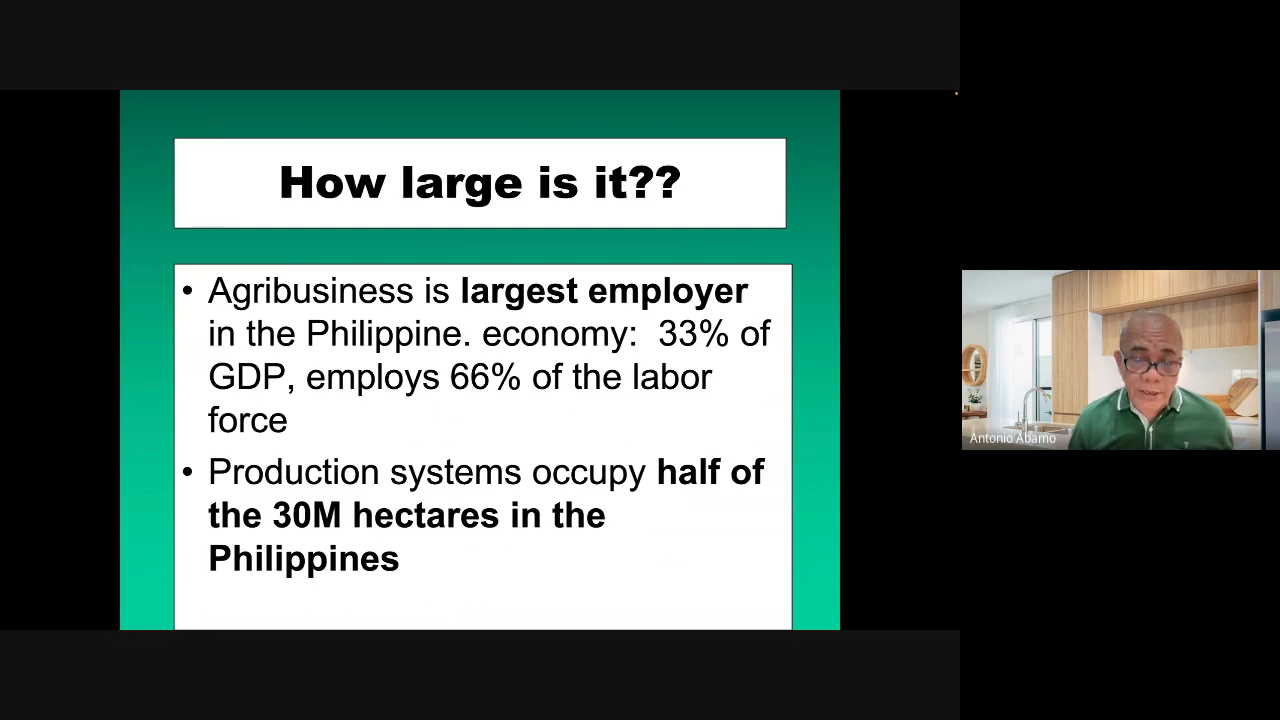 How large is it??
• Agribusiness is largest employer
in the Philippine. economy:  33% of
GDP, employs 66% of the labor
force
• Production systems occupy half of
the 30M hectares in the
Philippines
Antonio Abamo